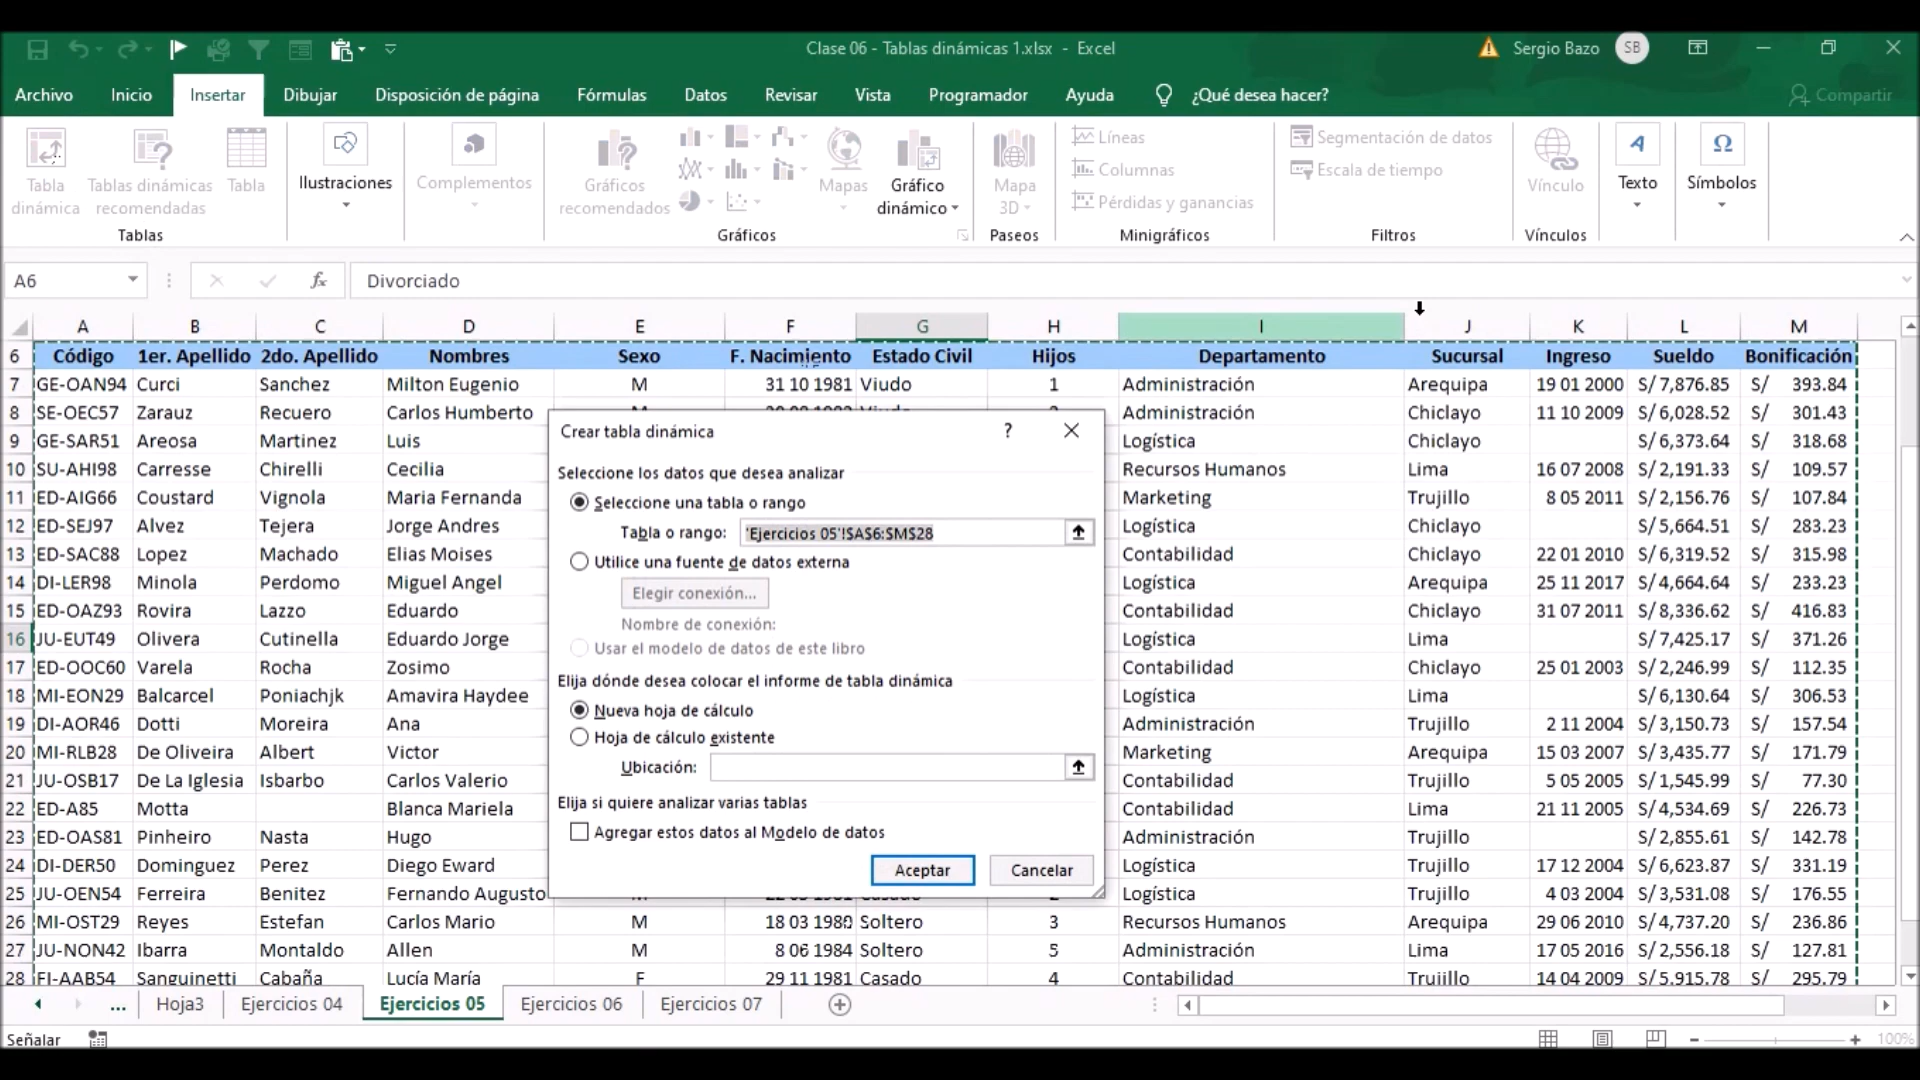 Clase 06 - Tablas dinámicas 1.xlsx - Excel
Sergio Bazo SB
Archivo Inicio Insertar Dibujar Disposición de página Fórmulas Datos Revisar Vista Programador Ayuda ¿Qué desea hacer? Compartir
Tabla dinámica
Tablas dinámicas recomendadas
Tabla
Tablas
Ilustraciones
Complementos
Gráficos recomendados
Mapas
Gráfico dinámico
Gráficos
Mapa 3D
Paseos
Líneas
Columnas
Pérdidas y ganancias
Minigráficos
Segmentación de datos
Escala de tiempo
Filtros
Vínculo
Vínculos
Texto
Símbolos
A6 fx Divorciado
A B C D E F G H I J K L M
6 Código 1er. Apellido 2do. Apellido Nombres Sexo F. Nacimiento Estado Civil Hijos Departamento Sucursal Ingreso Sueldo Bonificación
7 GE-OAN94 Curci Sanchez Milton Eugenio M 31 10 1981 Viudo 1 Administración Arequipa 19 01 2000 S/ 7,876.85 S/ 393.84
8 SE-OEC57 Zarauz Recuero Carlos Humberto Administración Chiclayo 11 10 2009 S/ 6,028.52 S/ 301.43
9 GE-SAR51 Areosa Martinez Luis Logística Chiclayo S/ 6,373.64 S/ 318.68
10 SU-AHI98 Carresse Chirelli Cecilia Recursos Humanos Lima 16 07 2008 S/ 2,191.33 S/ 109.57
11 ED-AIG66 Coustard Vignola Maria Fernanda Marketing Trujillo 8 05 2011 S/ 2,156.76 S/ 107.84
12 ED-SEJ97 Alvez Tejera Jorge Andres Logística Chiclayo S/ 5,664.51 S/ 283.23
13 ED-SAC88 Lopez Machado Elias Moises Contabilidad Chiclayo 22 01 2010 S/ 6,319.52 S/ 315.98
14 DI-LER98 Minola Perdomo Miguel Angel Logística Arequipa 25 11 2017 S/ 4,664.64 S/ 233.23
15 ED-OAZ93 Rovira Lazzo Eduardo Contabilidad Chiclayo 31 07 2011 S/ 8,336.62 S/ 416.83
16 JU-EUT49 Olivera Cutinella Eduardo Jorge Logística Lima S/ 7,425.17 S/ 371.26
17 ED-OOC60 Varela Rocha Zosimo Contabilidad Chiclayo 25 01 2003 S/ 2,246.99 S/ 112.35
18 MI-EON29 Balcarcel Poniachjk Amavira Haydee Logística Lima S/ 6,130.64 S/ 306.53
19 DI-AOR46 Dotti Moreira Ana Administración Trujillo 2 11 2004 S/ 3,150.73 S/ 157.54
20 MI-RLB28 De Oliveira Albert Victor Marketing Arequipa 15 03 2007 S/ 3,435.77 S/ 171.79
21 JU-OSB17 De La Iglesia Isbarbo Carlos Valerio Contabilidad Trujillo 5 05 2005 S/ 1,545.99 S/ 77.30
22 ED-A85 Motta Blanca Mariela Contabilidad Lima 21 11 2005 S/ 4,534.69 S/ 226.73
23 ED-OAS81 Pinheiro Nasta Hugo Administración Trujillo S/ 2,855.61 S/ 142.78
24 DI-DER50 Dominguez Perez Diego Eward Logística Trujillo 17 12 2004 S/ 6,623.87 S/ 331.19
25 JU-OEN54 Ferreira Benitez Fernando Augusto Logística Trujillo 4 03 2004 S/ 3,531.08 S/ 176.55
26 MI-OST29 Reyes Estefan Carlos Mario M 18 03 1980 Soltero 3 Recursos Humanos Arequipa 29 06 2010 S/ 4,737.20 S/ 236.86
27 JU-NON42 Ibarra Montaldo Allen M 8 06 1984 Soltero 5 Administración Lima 17 05 2016 S/ 2,556.18 S/ 127.81
28 FI-AAB54 Sanguinetti Cabaña Lucía María F 29 11 1981 Casado 4 Contabilidad Trujillo 14 04 2009 S/ 5,915.78 S/ 295.79
Crear tabla dinámica ?
Seleccione los datos que desea analizar
Seleccione una tabla o rango
Tabla o rango: 'Ejercicios 05'!$A$6:$M$28
Utilice una fuente de datos externa
Elegir conexión...
Nombre de conexión:
Usar el modelo de datos de este libro
Elija dónde desea colocar el informe de tabla dinámica
Nueva hoja de cálculo
Hoja de cálculo existente
Ubicación:
Elija si quiere analizar varias tablas
Agregar estos datos al Modelo de datos
Aceptar Cancelar
... Hoja3 Ejercicios 04 Ejercicios 05 Ejercicios 06 Ejercicios 07
Señalar 100%